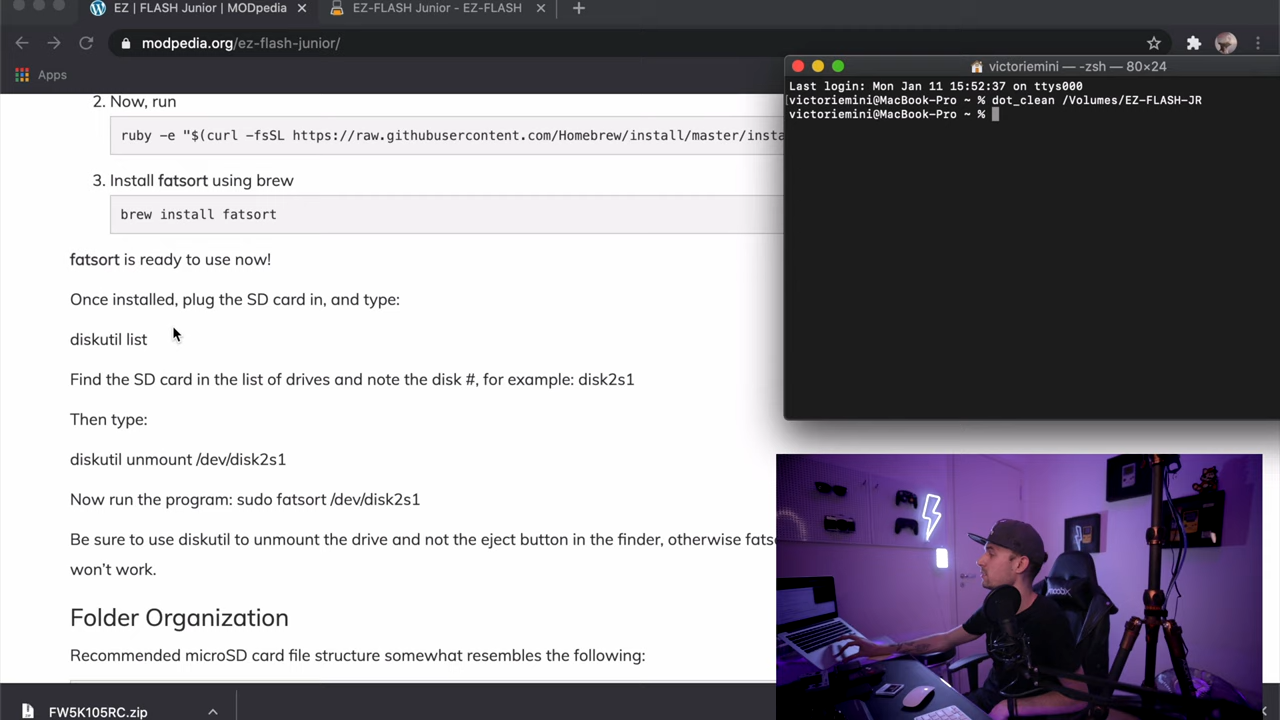 EZ | FLASH Junior | MODpedia
EZ-FLASH Junior - EZ-FLASH
modpedia.org/ez-flash-junior/
Apps
2. Now, run
ruby -e "$(curl -fsSL https://raw.githubusercontent.com/Homebrew/install/master/insta
3. Install fatsort using brew
brew install fatsort
fatsort is ready to use now!
Once installed, plug the SD card in, and type:
diskutil list
Find the SD card in the list of drives and note the disk #, for example: disk2s1
Then type:
diskutil unmount /dev/disk2s1
Now run the program: sudo fatsort /dev/disk2s1
Be sure to use diskutil to unmount the drive and not the eject button in the finder, otherwise fatso
won't work.
Folder Organization
Recommended microSD card file structure somewhat resembles the following:
FW5K105RC.zip
victoriemini — -zsh — 80×24
Last login: Mon Jan 11 15:52:37 on ttys000
[victoriemini@MacBook-Pro ~ % dot_clean /Volumes/EZ-FLASH-JR
victoriemini@MacBook-Pro ~ %